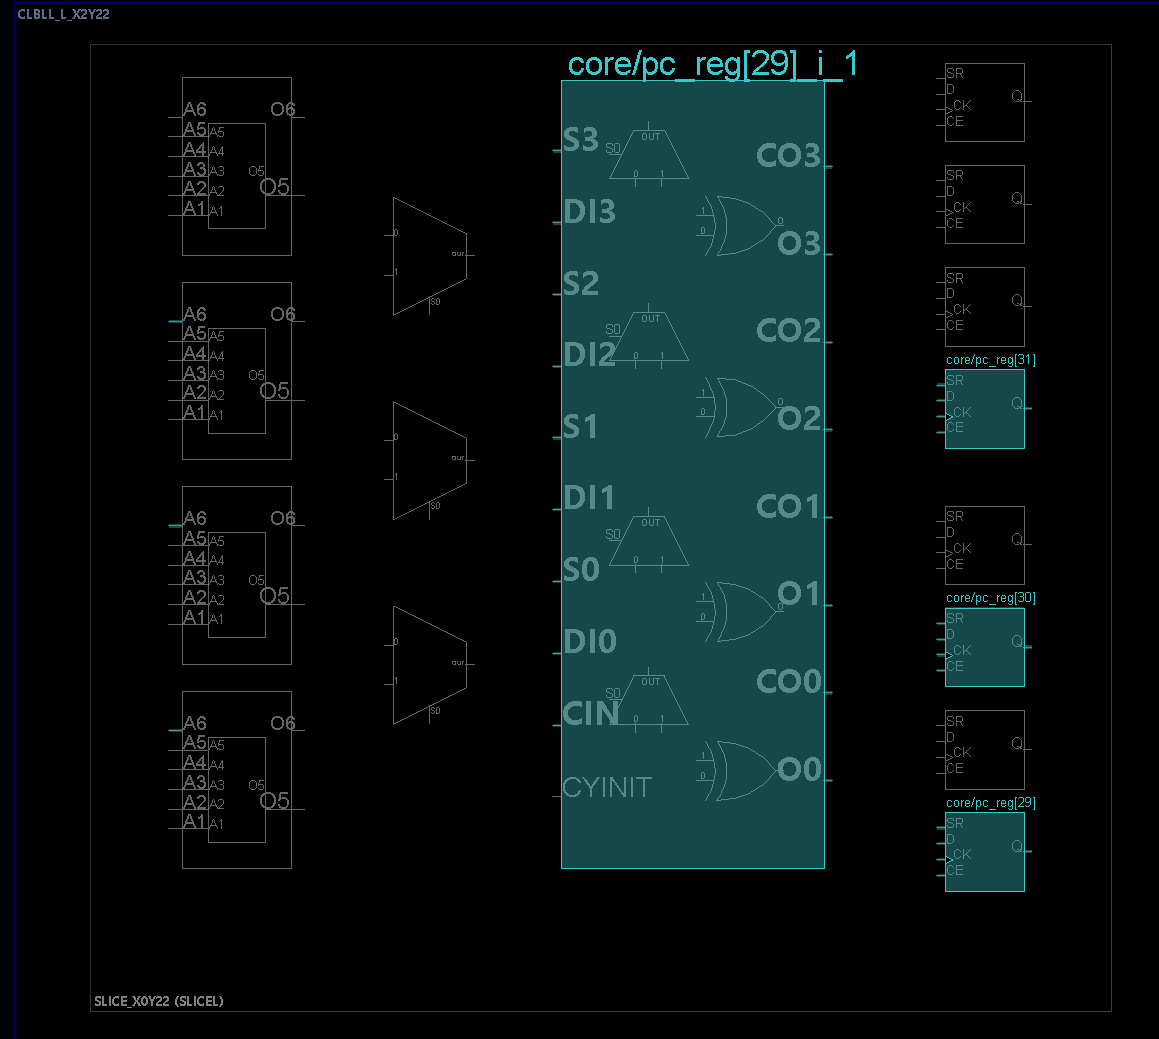 CLBLL_L_X2Y22
core/pc_reg[29]_i_1
A6
O6
A5
A5
A4
A4
A3
A3
O5
A2
A2
O5
A1
A1
A6
O6
A5
A5
A4
A4
A3
A3
O5
A2
A2
O5
A1
A1
A6
O6
A5
A5
A4
A4
A3
A3
O5
A2
A2
O5
A1
A1
A6
O6
A5
A5
A4
A4
A3
A3
O5
A2
A2
O5
A1
A1
0
OUT
1
S0
0
OUT
1
S0
0
OUT
1
S0
S3
S0
OUT
0 1
CO3
DI3
1
0
O
O3
S2
S0
OUT
0 1
CO2
DI2
1
0
O
O2
S1
CO1
DI1
S0
OUT
0 1
S0
1
0
O
O1
DI0
S0
OUT
0 1
CO0
CIN
1
0
O
O0
CYINIT
SR
D
Q
CK
CE
SR
D
Q
CK
CE
SR
D
Q
CK
CE
core/pc_reg[31]
SR
D
Q
CK
CE
SR
D
Q
CK
CE
core/pc_reg[30]
SR
D
Q
CK
CE
SR
D
Q
CK
CE
core/pc_reg[29]
SR
D
Q
CK
CE
SLICE_X0Y22 (SLICEL)